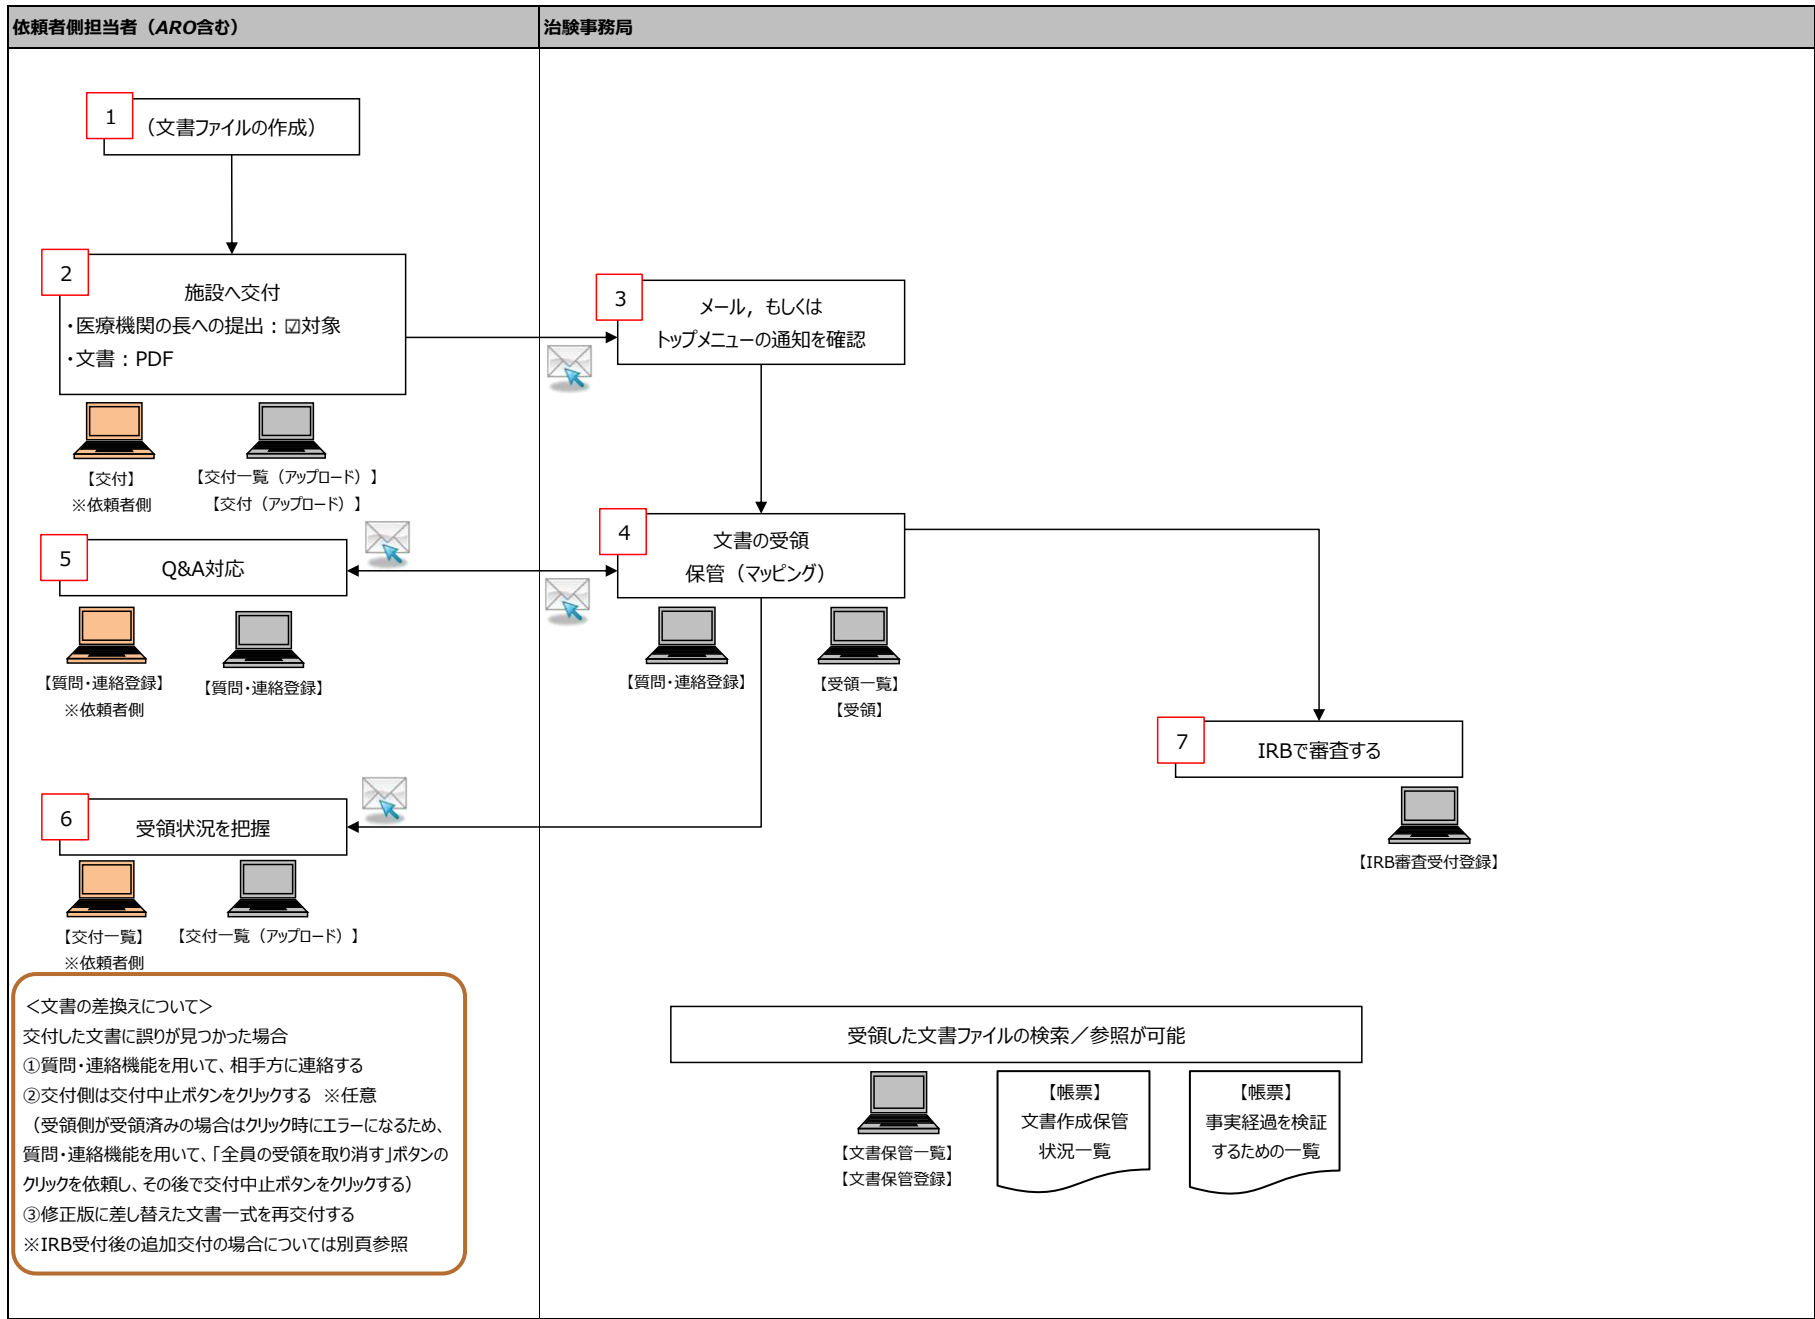 依頼者側担当者（ARO含む）
治験事務局
1
（文書ファイルの作成）
2
施設へ交付
・医療機関の長への提出：☑対象
・文書：PDF
【交付】
※依頼者側
【交付一覧（アップロード）】
【交付（アップロード）】
3
メール，もしくは
トップメニューの通知を確認
4
文書の受領
保管（マッピング）
【質問・連絡登録】
【受領一覧】
【受領】
5
Q&A対応
【質問・連絡登録】
※依頼者側
【質問・連絡登録】
6
受領状況を把握
【交付一覧】
※依頼者側
【交付一覧（アップロード）】
7
IRBで審査する
【IRB審査受付登録】
＜文書の差換えについて＞
交付した文書に誤りが見つかった場合
①質問・連絡機能を用いて、相手方に連絡する
②交付側は交付中止ボタンをクリックする　※任意
（受領側が受領済みの場合はクリック時にエラーになるため、
質問・連絡機能を用いて、「全員の受領を取り消す」ボタンの
クリックを依頼し、その後で交付中止ボタンをクリックする）
③修正版に差し替えた文書一式を再交付する
※IRB受付後の追加交付の場合については別頁参照
受領した文書ファイルの検索／参照が可能
【文書保管一覧】
【文書保管登録】
【帳票】
文書作成保管
状況一覧
【帳票】
事実経過を検証
するための一覧